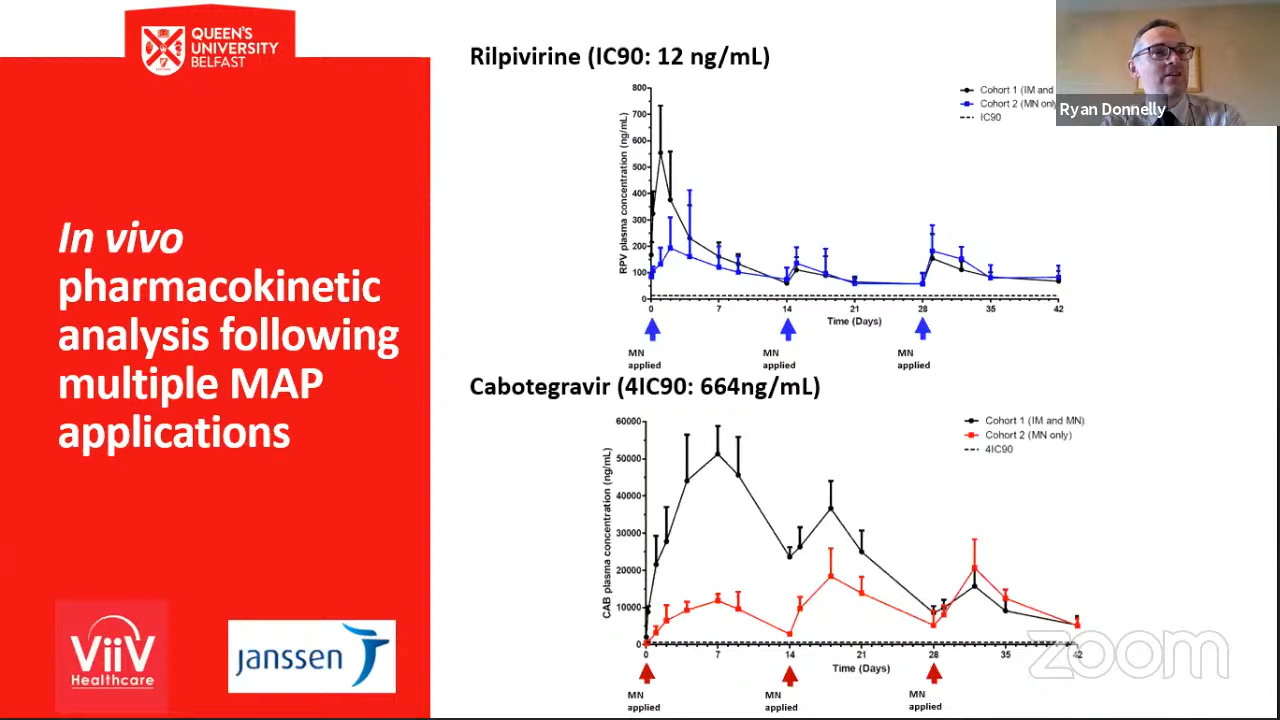 QUEEN'S
UNIVERSITY
BELFAST
In vivo
pharmacokinetic
analysis following
multiple MAP
applications
ViiV
Healthcare
janssen
Rilpivirine (IC90: 12 ng/mL)
RPV plasma concentration (ng/mL)
800
700
600
500
400
300
200
100
0
0 7 14 21 28 35 42
Time (Days)
Cohort 1 (IM and
Cohort 2 (MN only
IC90
MN
applied
MN
applied
MN
applied
Cabotegravir (4IC90: 664ng/mL)
CAB plasma concentration (ng/mL)
60000
50000
40000
30000
20000
10000
0
0 7 14 21 28 35 42
Time (Days)
Cohort 1 (IM and MN)
Cohort 2 (MN only)
4IC90
MN
applied
MN
applied
MN
applied
Ryan Donnelly
zoom